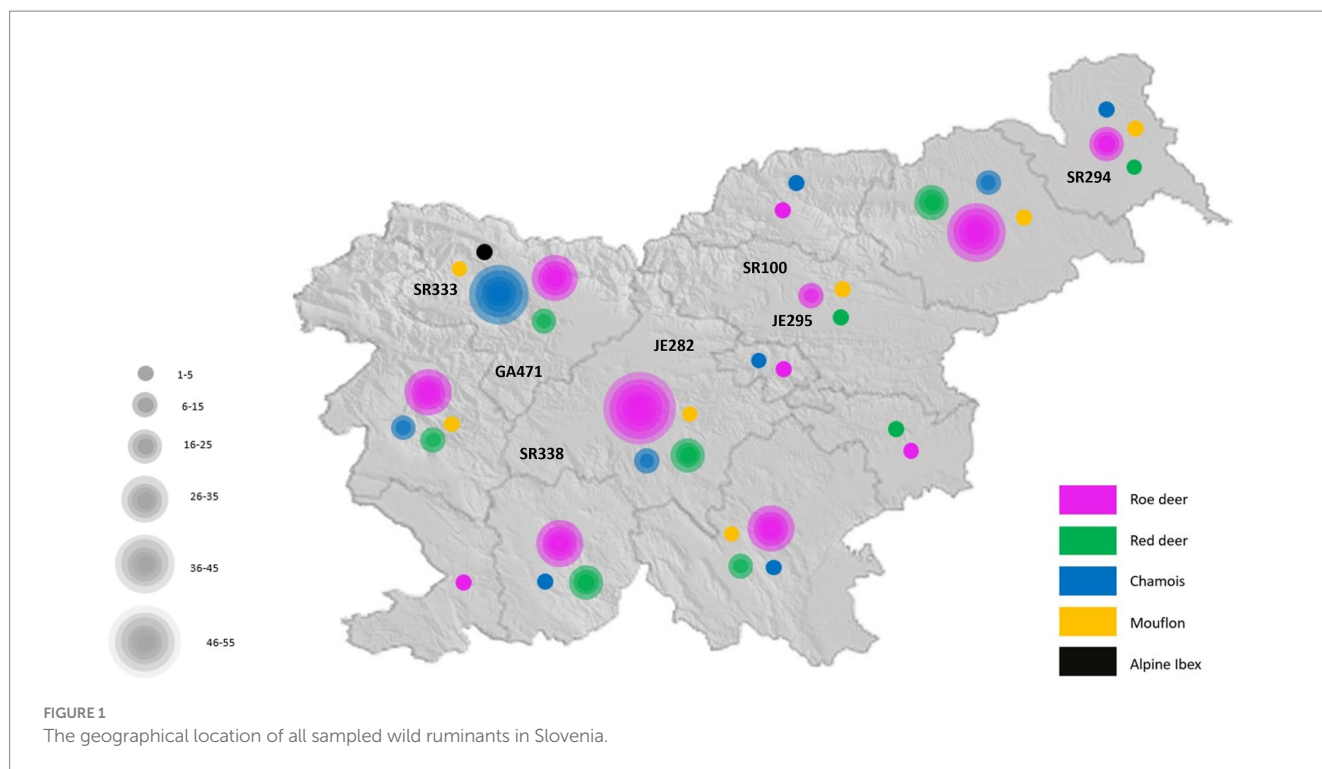 SR294
SR100
SR333
JE295
JE282
GA471
SR338
1-5
6-15
16-25
26-35
36-45
46-55
Roe deer
Red deer
Chamois
Mouflon
Alpine Ibex
FIGURE 1
The geographical location of all sampled wild ruminants in Slovenia.